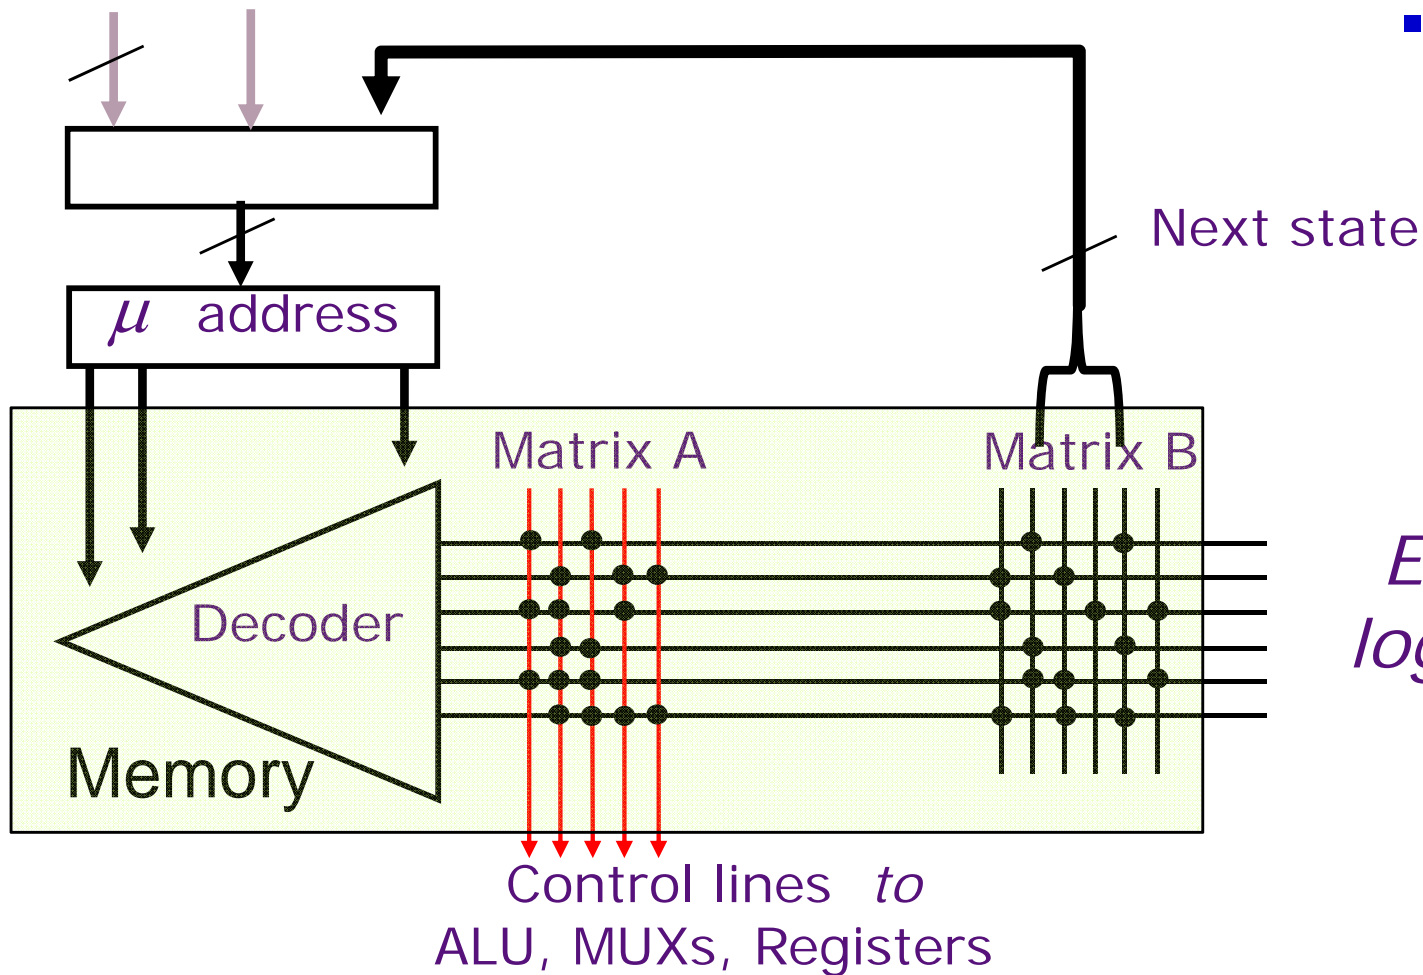 Next state
μ address
Matrix A
Matrix B
Decoder
Memory
Control lines to
ALU, MUXs, Registers